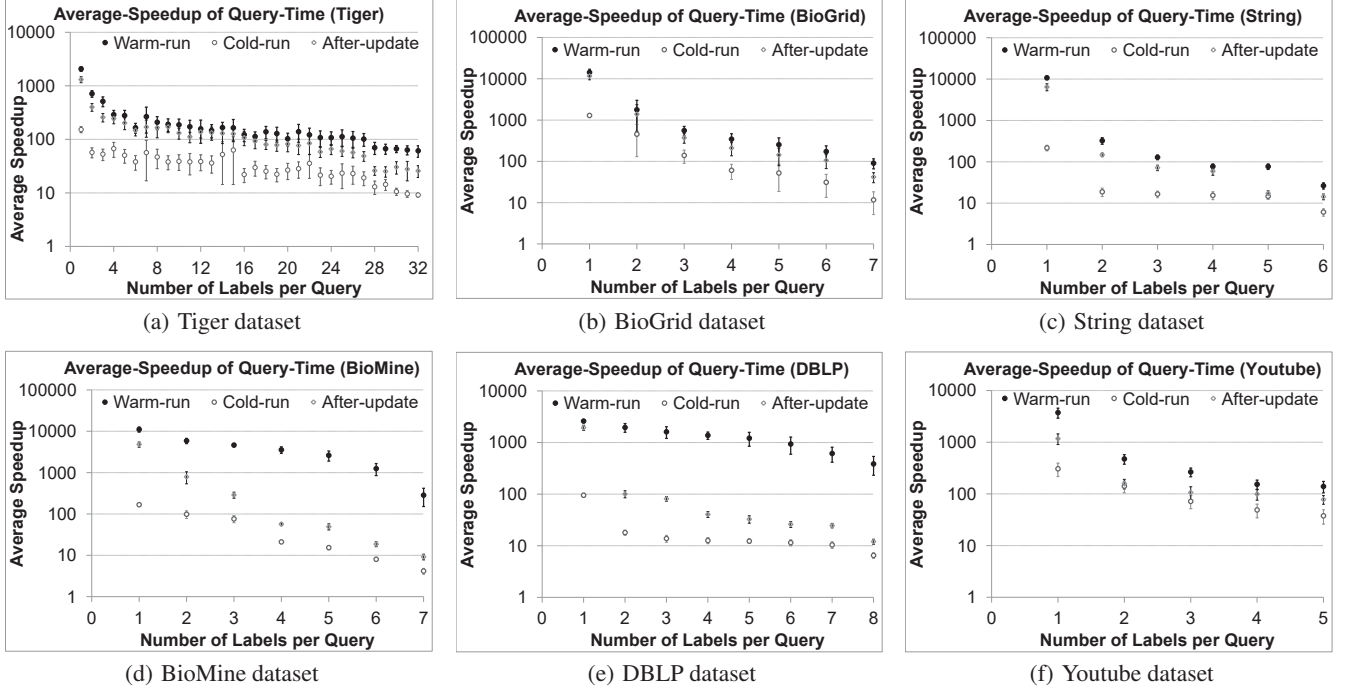 Average-Speedup of Query-Time (Tiger)
Warm-run Cold-run After-update
10000
1000
100
10
1
Average Speedup
0 4 8 12 16 20 24 28 32
Number of Labels per Query
(a) Tiger dataset
Average-Speedup of Query-Time (BioGrid)
Warm-run Cold-run After-update
100000
10000
1000
100
10
1
Average Speedup
0 1 2 3 4 5 6 7
Number of Labels per Query
(b) BioGrid dataset
Average-Speedup of Query-Time (String)
Warm-run Cold-run After-update
100000
10000
1000
100
10
1
Average Speedup
0 1 2 3 4 5 6
Number of Labels per Query
(c) String dataset
Average-Speedup of Query-Time (BioMine)
Warm-run Cold-run After-update
100000
10000
1000
100
10
1
Average Speedup
0 1 2 3 4 5 6 7
Number of Labels per Query
(d) BioMine dataset
Average-Speedup of Query-Time (DBLP)
Warm-run Cold-run After-update
10000
1000
100
10
1
Average Speedup
0 1 2 3 4 5 6 7 8
Number of Labels per Query
(e) DBLP dataset
Average-Speedup of Query-Time (Youtube)
Warm-run Cold-run After-update
10000
1000
100
10
1
Average Speedup
0 1 2 3 4 5
Number of Labels per Query
(f) Youtube dataset